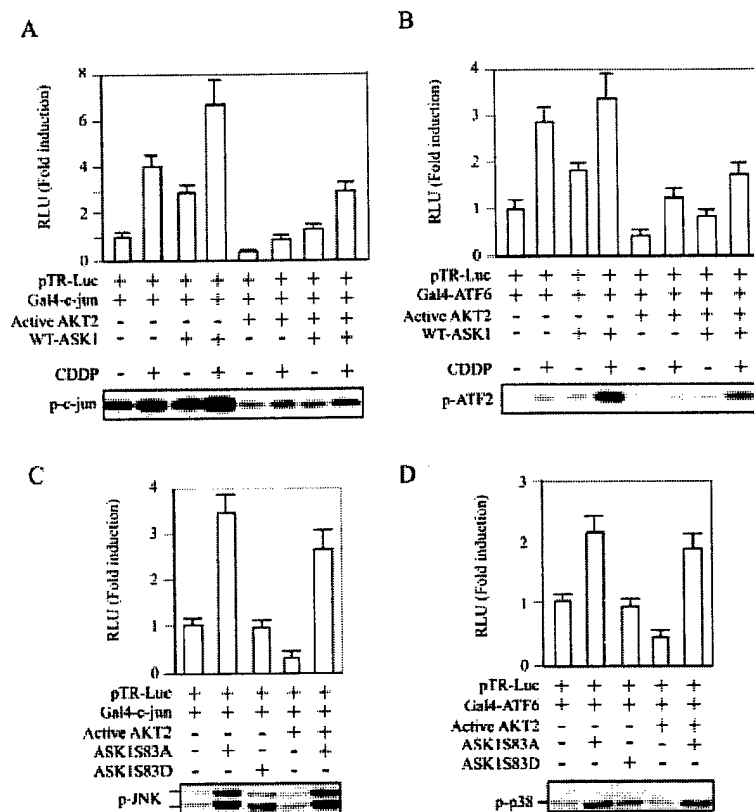 A
RLU (Fold induction)
8
6
4
2
0
pTR-Luc + + + + + + + +
Gal4-c-jun + + + + + + + +
Active AKT2 - - - - + + + +
WT-ASK1 - - + + - - + +
CDDP - + - + - + - +
p-c-jun
B
RLU (Fold induction)
4
3
2
1
0
pTR-Luc + + + + + + + +
Gal4-ATF6 + + + + + + + +
Active AKT2 - - - - + + + +
WT-ASK1 - - + + - - + +
CDDP - + - + - + - +
p-ATF2
C
RLU (Fold induction)
4
3
2
1
0
pTR-Luc + + + + +
Gal4-c-jun + + + + +
Active AKT2 - - - + +
ASK1S83A - + - - +
ASK1S83D - - + - -
p-JNK
D
RLU (Fold induction)
3
2
1
0
pTR-Luc + + + + +
Gal4-ATF6 + + + + +
Active AKT2 - - - + +
ASK1S83A - + - - +
ASK1S83D - - + - -
p-p38